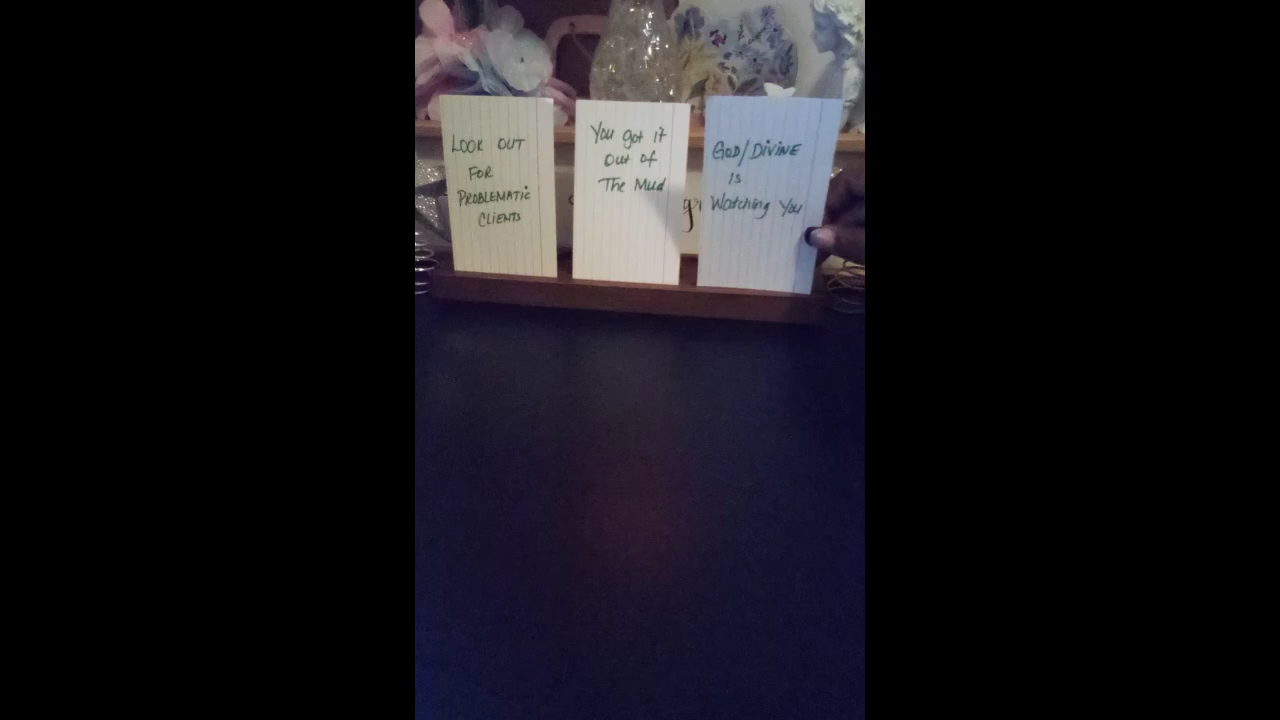 LOOK OUT
FOR
PROBLEMATIC
CLIENTS
You got it
out of
The Mud
GOD/DIVINE
is
Watching You